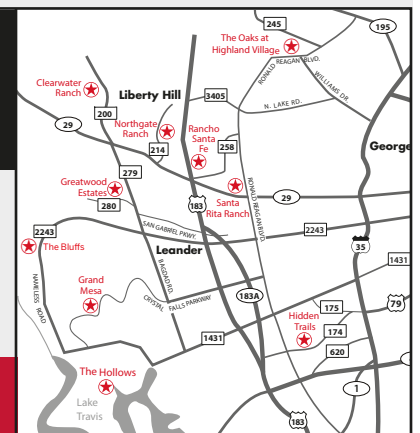 245
195
The Oaks at
Highland Village
RONALD REAGAN BLVD.
WILLIAMS DR.
Clearwater
Ranch
Liberty Hill
3405
N. LAKE RD.
200
29
Northgate
Ranch
Rancho
Santa
Fe
George
214
258
279
Greatwood
Estates
280
183
Santa
Rita Ranch
29
RONALD REAGAN BLVD.
SAN GABREL PKWY.
2243
2243
The Bluffs
Leander
35
1431
NAMELESS ROAD
BAGDAD RD.
Grand
Mesa
CRYSTAL FALLS PARKWAY
183A
175
79
Hidden
Trails
174
1431
620
The Hollows
1
Lake
Travis
183